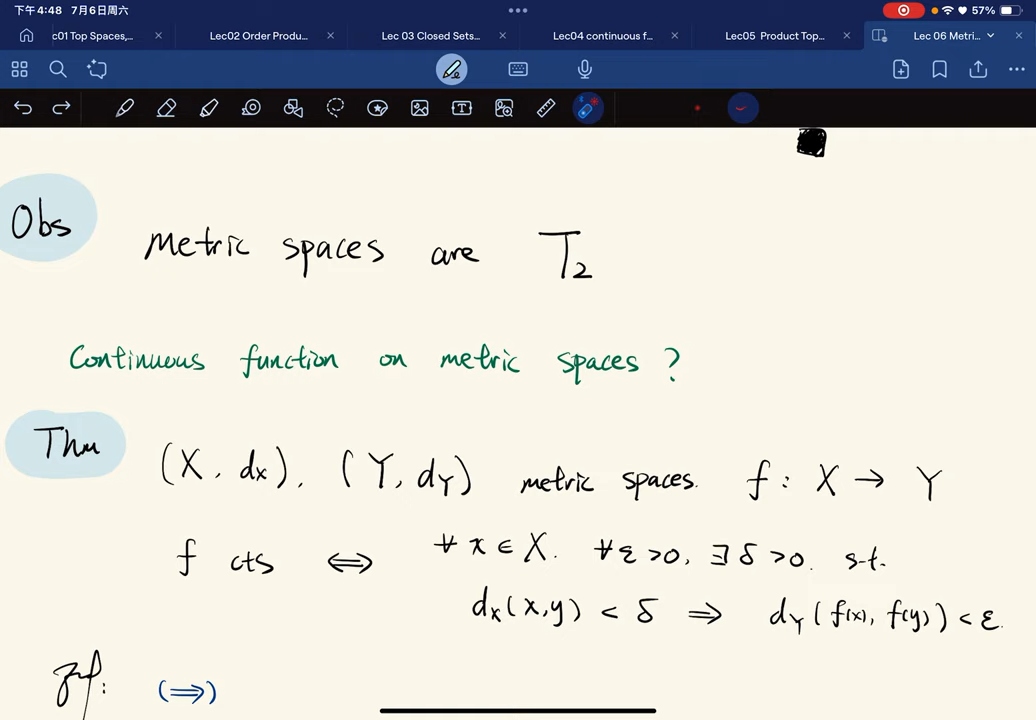 下午4:48 7月6日周六 57%
c01 Top Spaces,... Lec02 Order Produ... Lec 03 Closed Sets... Lec04 continuous f... Lec05 Product Top... Lec 06 Metri...
Obs Metric spaces are T₂
Continuous function on metric spaces ?
Thm (X, dx), (Y, dY) metric spaces. f : X → Y
f cts ⟺ ∀ x ∈ X. ∀ε >0, ∃ δ >0. s.t.
dx(x,y) < δ ⟹ dY(f(x), f(y)) < ε.
pf: (⟹)